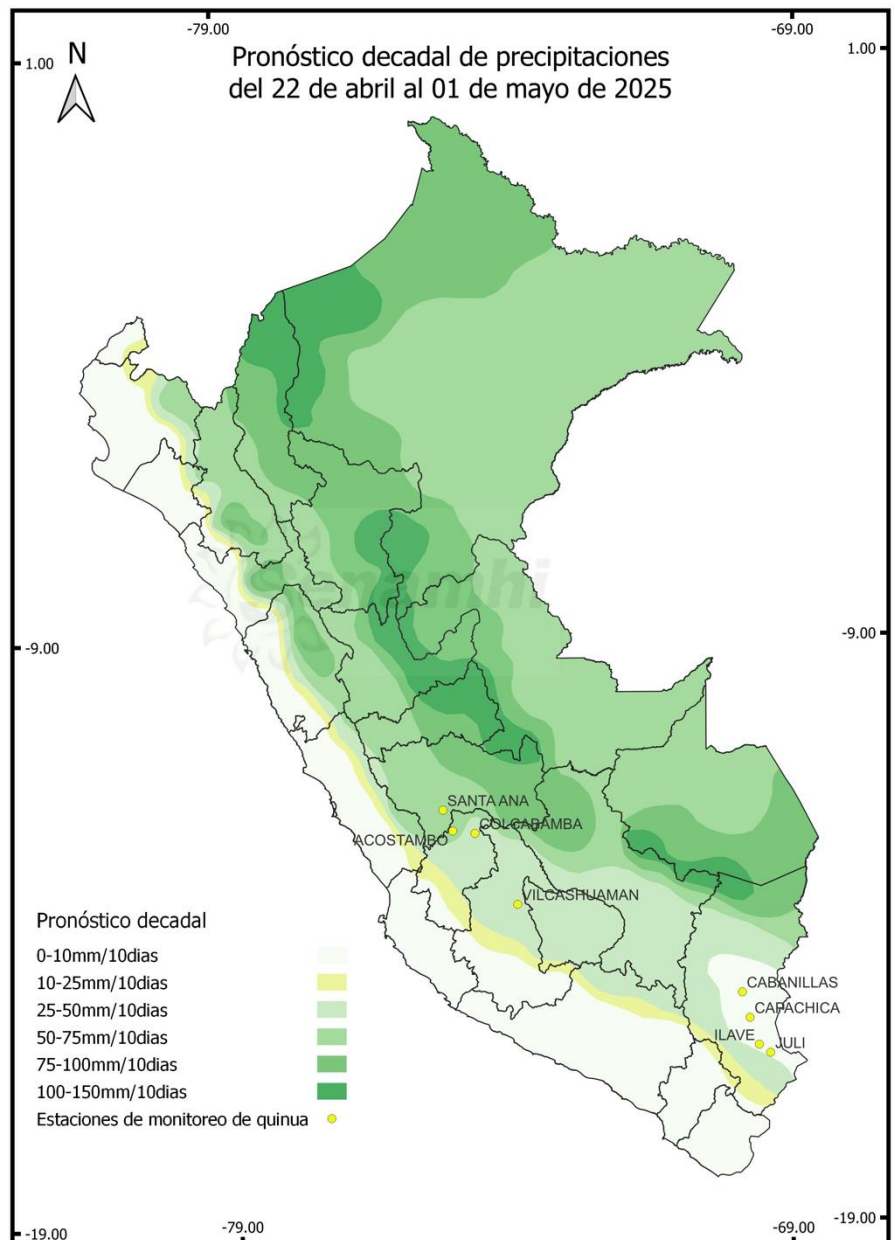 -79.00
-69.00
1.00
N
Pronóstico decadal de precipitaciones
del 22 de abril al 01 de mayo de 2025
1.00
Senamhi
-9.00
-9.00
SANTA ANA
COLCABAMBA
ACOSTAMBO
VILCASHUAMAN
CABANILLAS
CAPACHICA
ILAVE
JULI
Pronóstico decadal
0-10mm/10dias
10-25mm/10dias
25-50mm/10dias
50-75mm/10dias
75-100mm/10dias
100-150mm/10dias
Estaciones de monitoreo de quinua
-19.00
-79.00
-69.00
-19.00